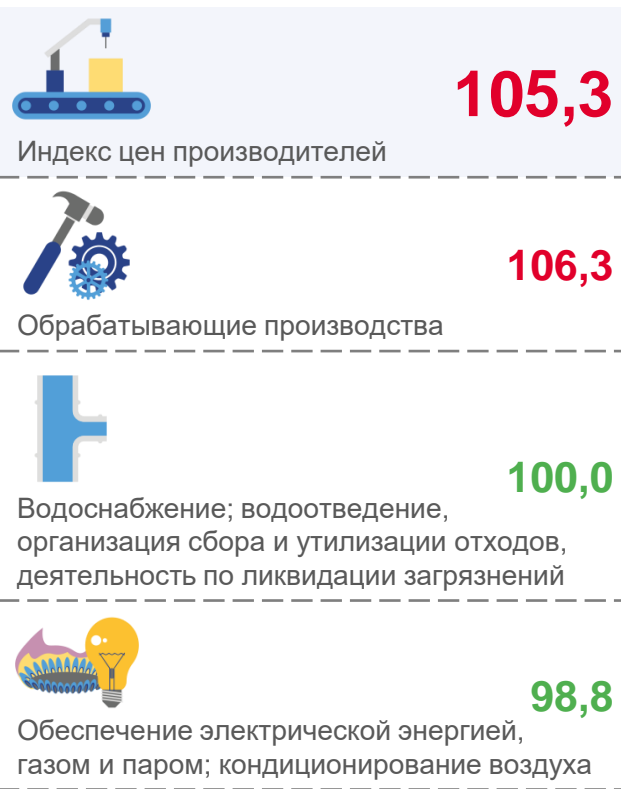 105,3
Индекс цен производителей
106,3
Обрабатывающие производства
100,0
Водоснабжение; водоотведение,
организация сбора и утилизации отходов,
деятельность по ликвидации загрязнений
98,8
Обеспечение электрической энергией,
газом и паром; кондиционирование воздуха